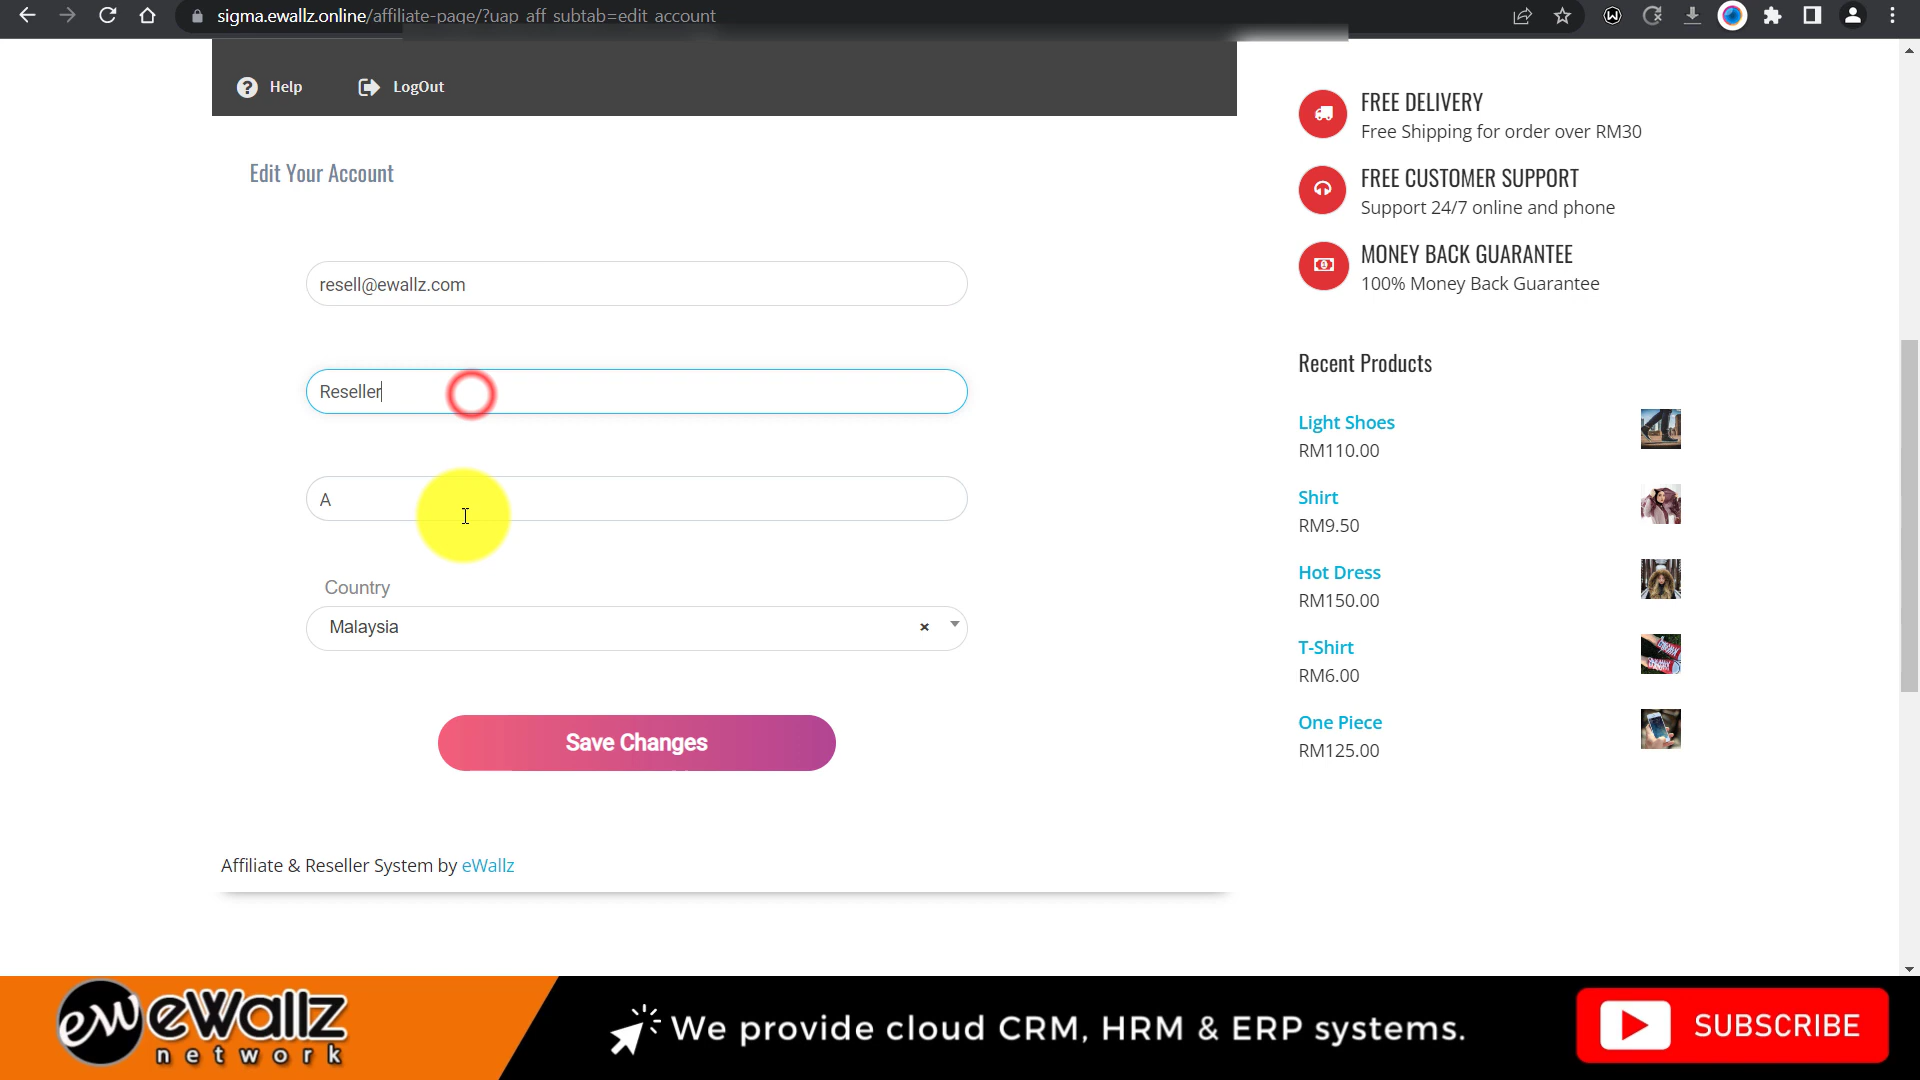 sigma.ewallz.online/affiliate-page/?uap_aff_subtab=edit_account
Help
LogOut
Edit Your Account
resell@ewallz.com
Reseller
A
Country
Malaysia
×
Save Changes
Affiliate & Reseller System by eWallz
FREE DELIVERY
Free Shipping for order over RM30
FREE CUSTOMER SUPPORT
Support 24/7 online and phone
MONEY BACK GUARANTEE
100% Money Back Guarantee
Recent Products
Light Shoes
RM110.00
Shirt
RM9.50
Hot Dress
RM150.00
T-Shirt
RM6.00
One Piece
RM125.00
ew eWallz
network
We provide cloud CRM, HRM & ERP systems.
SUBSCRIBE